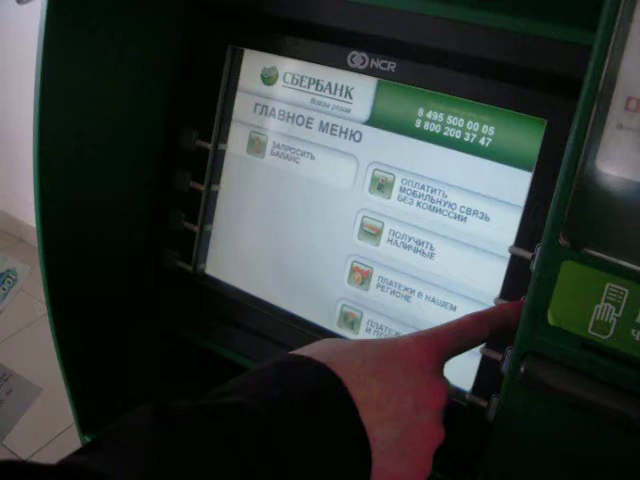 NCR
СБЕРБАНК
Всегда рядом
8 495 500 00 05
8 800 200 37 47
ГЛАВНОЕ МЕНЮ
ЗАПРОСИТЬ
БАЛАНС
ОПЛАТИТЬ
МОБИЛЬНУЮ СВЯЗЬ
БЕЗ КОМИССИИ
ПОЛУЧИТЬ
НАЛИЧНЫЕ
ПЛАТЕЖИ В НАШЕМ
РЕГИОНЕ